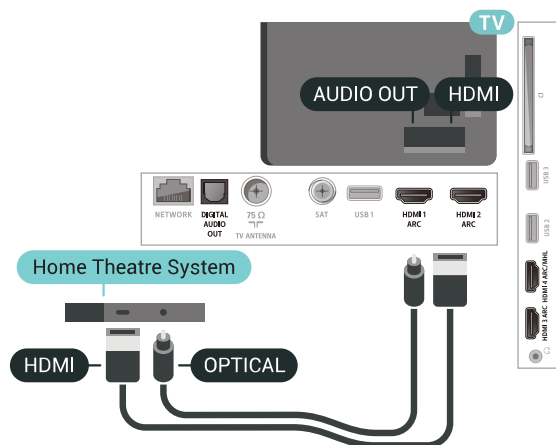 TV
AUDIO OUT
HDMI
CI
USB 3
USB 2
HDMI 4 ARC/MHL
HDMI 3 ARC
NETWORK
DIGITAL
AUDIO
OUT
75 Ω
TV ANTENNA
SAT
USB 1
HDMI 1
ARC
HDMI 2
ARC
Home Theatre System
HDMI
OPTICAL